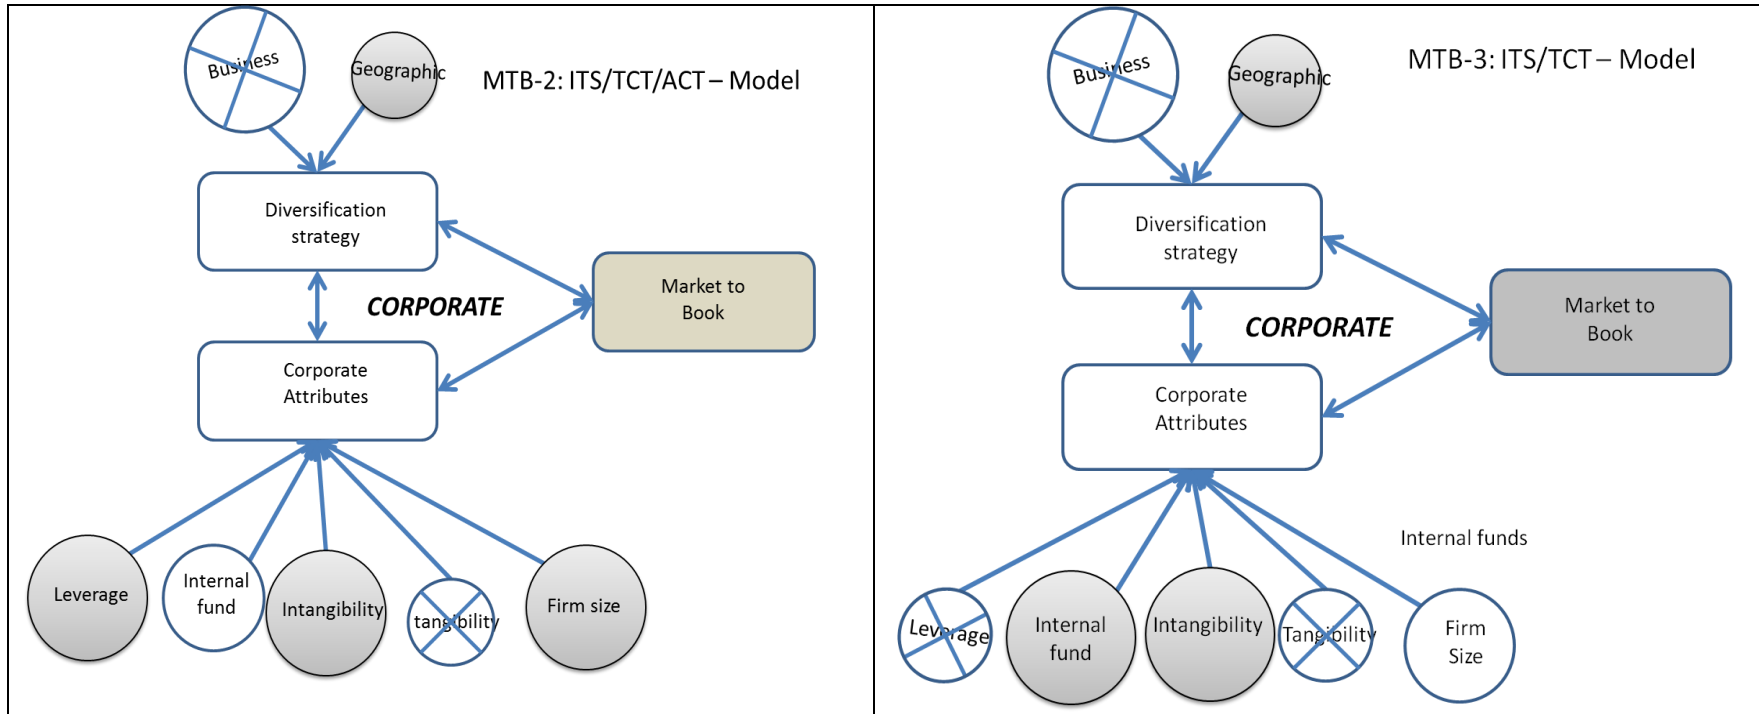 Business
Geographic
MTB-2: ITS/TCT/ACT – Model
Diversification
strategy
CORPORATE
Market to
Book
Corporate
Attributes
Leverage
Internal
fund
Intangibility
tangibility
Firm size
Business
Geographic
MTB-3: ITS/TCT – Model
Diversification
strategy
CORPORATE
Market to
Book
Corporate
Attributes
Internal funds
Leverage
Internal
fund
Intangibility
Tangibility
Firm
Size